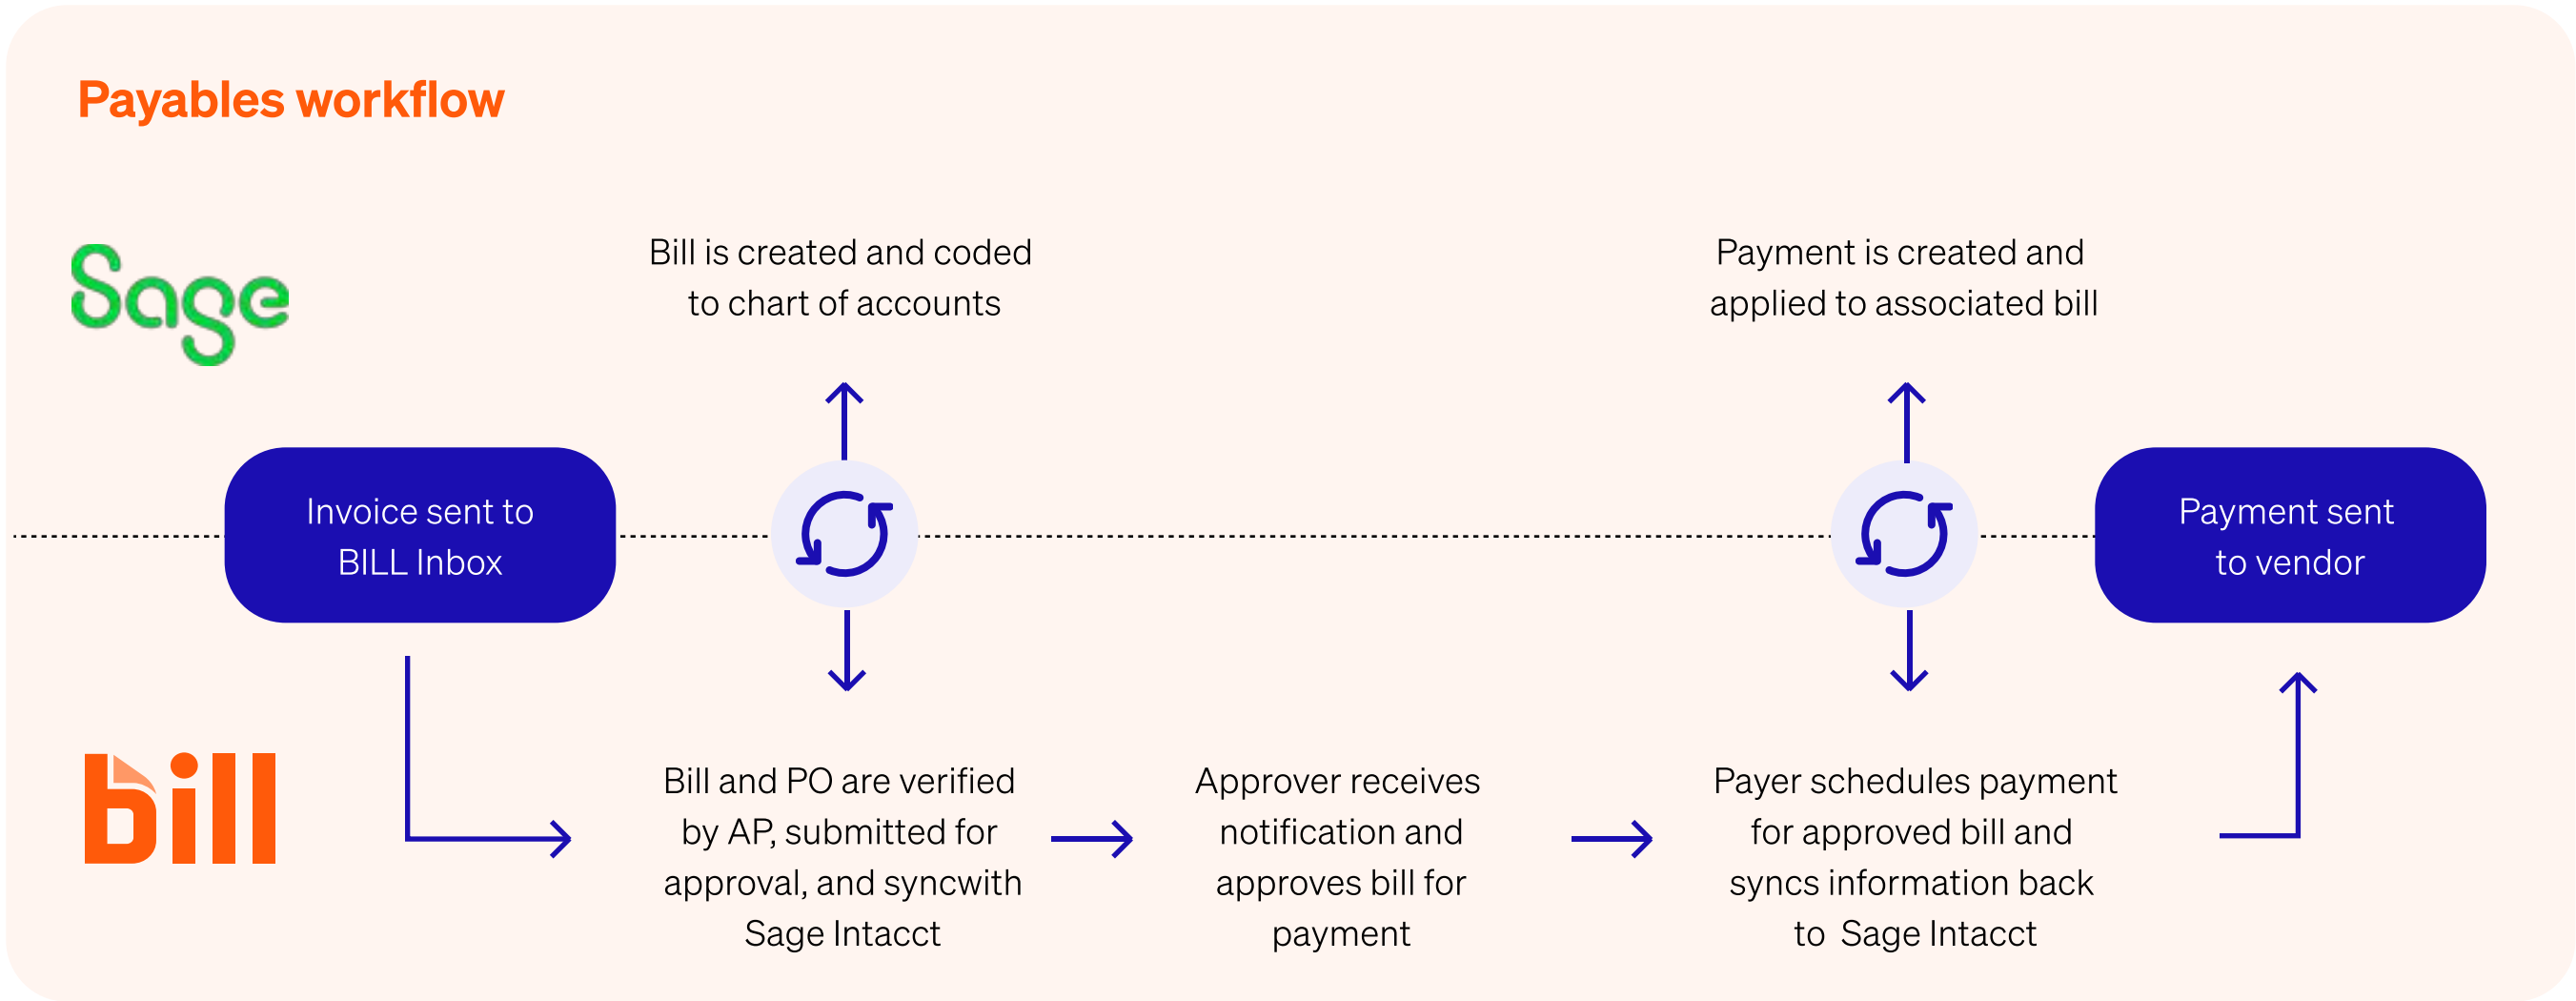 Payables workflow
Sage
Bill is created and coded
to chart of accounts
Payment is created and
applied to associated bill
Invoice sent to
BILL Inbox
Payment sent
to vendor
bill
Bill and PO are verified
by AP, submitted for
approval, and syncwith
Sage Intacct
Approver receives
notification and
approves bill for
payment
Payer schedules payment
for approved bill and
syncs information back
to  Sage Intacct